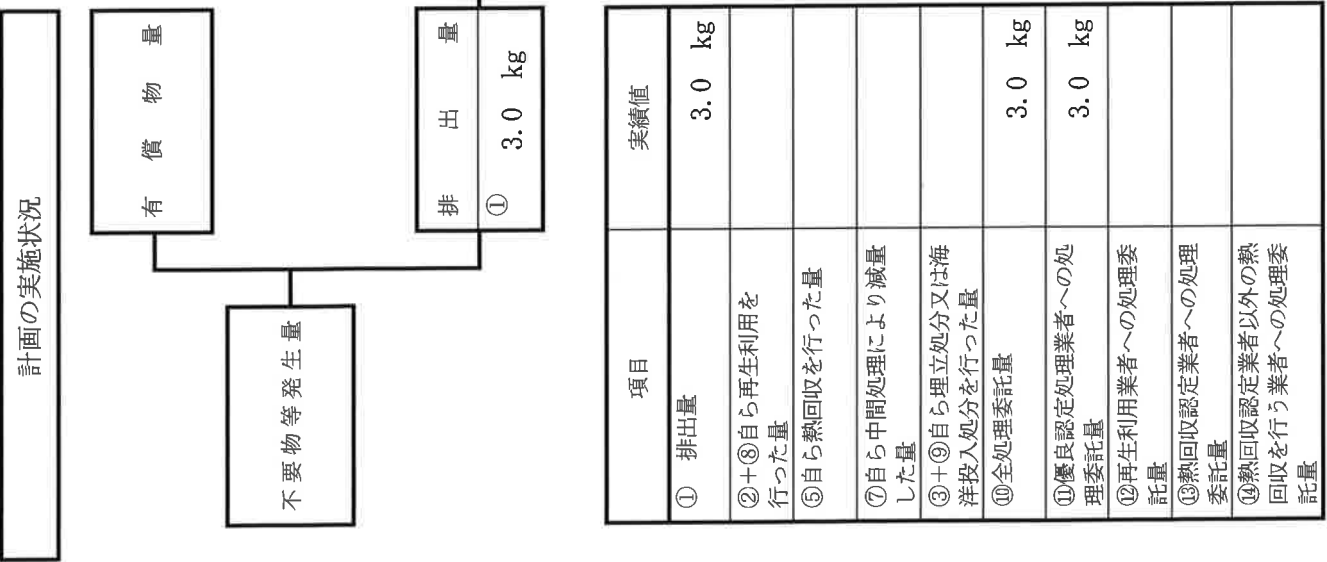 計画の実施状況
有償物量
不要物等発生量
排出量
① 3.0 kg
項目 実績値
① 排出量 3.0 kg
②+⑧自ら再生利用を
行った量
⑤自ら熱回収を行った量
⑦自ら中間処理により減量
した量
③+⑨自ら埋立処分又は海
洋投入処分を行った量
⑩全処理委託量 3.0 kg
⑪優良認定処理業者への処
理委託量 3.0 kg
⑫再生利用業者への処理委
託量
⑬熱回収認定業者への処理
委託量
⑭熱回収認定業者以外の熱
回収を行う業者への処理委
託量